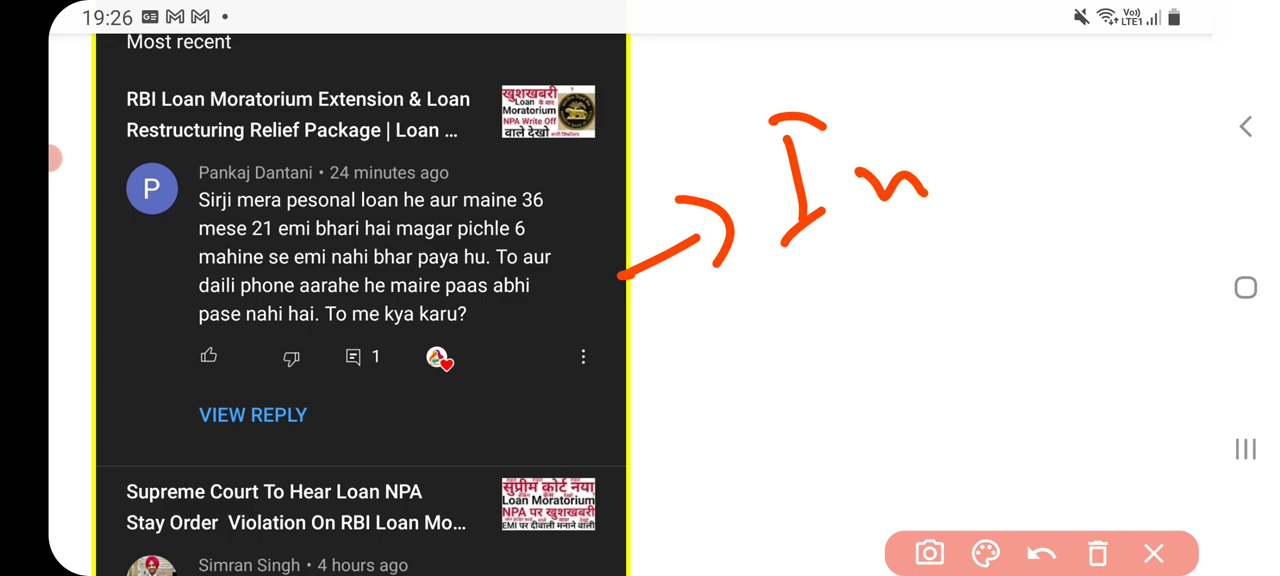 19:26
Vo))
LTE1
Most recent
RBI Loan Moratorium Extension & Loan
Restructuring Relief Package | Loan ...
खुशखबरी
Loan के बाद
Moratorium
NPA Write Off
वाले देखो
Pankaj Dantani • 24 minutes ago
P
Sirji mera pesonal loan he aur maine 36
mese 21 emi bhari hai magar pichle 6
mahine se emi nahi bhar paya hu. To aur
daili phone aarahe he maire paas abhi
pase nahi hai. To me kya karu?
1
VIEW REPLY
Supreme Court To Hear Loan NPA
Stay Order Violation On RBI Loan Mo...
सुप्रीम कोर्ट नया
Loan Moratorium
NPA पर खुशखबरी
EMI पर दीवाली मनाने वाली
Simran Singh • 4 hours ago
In